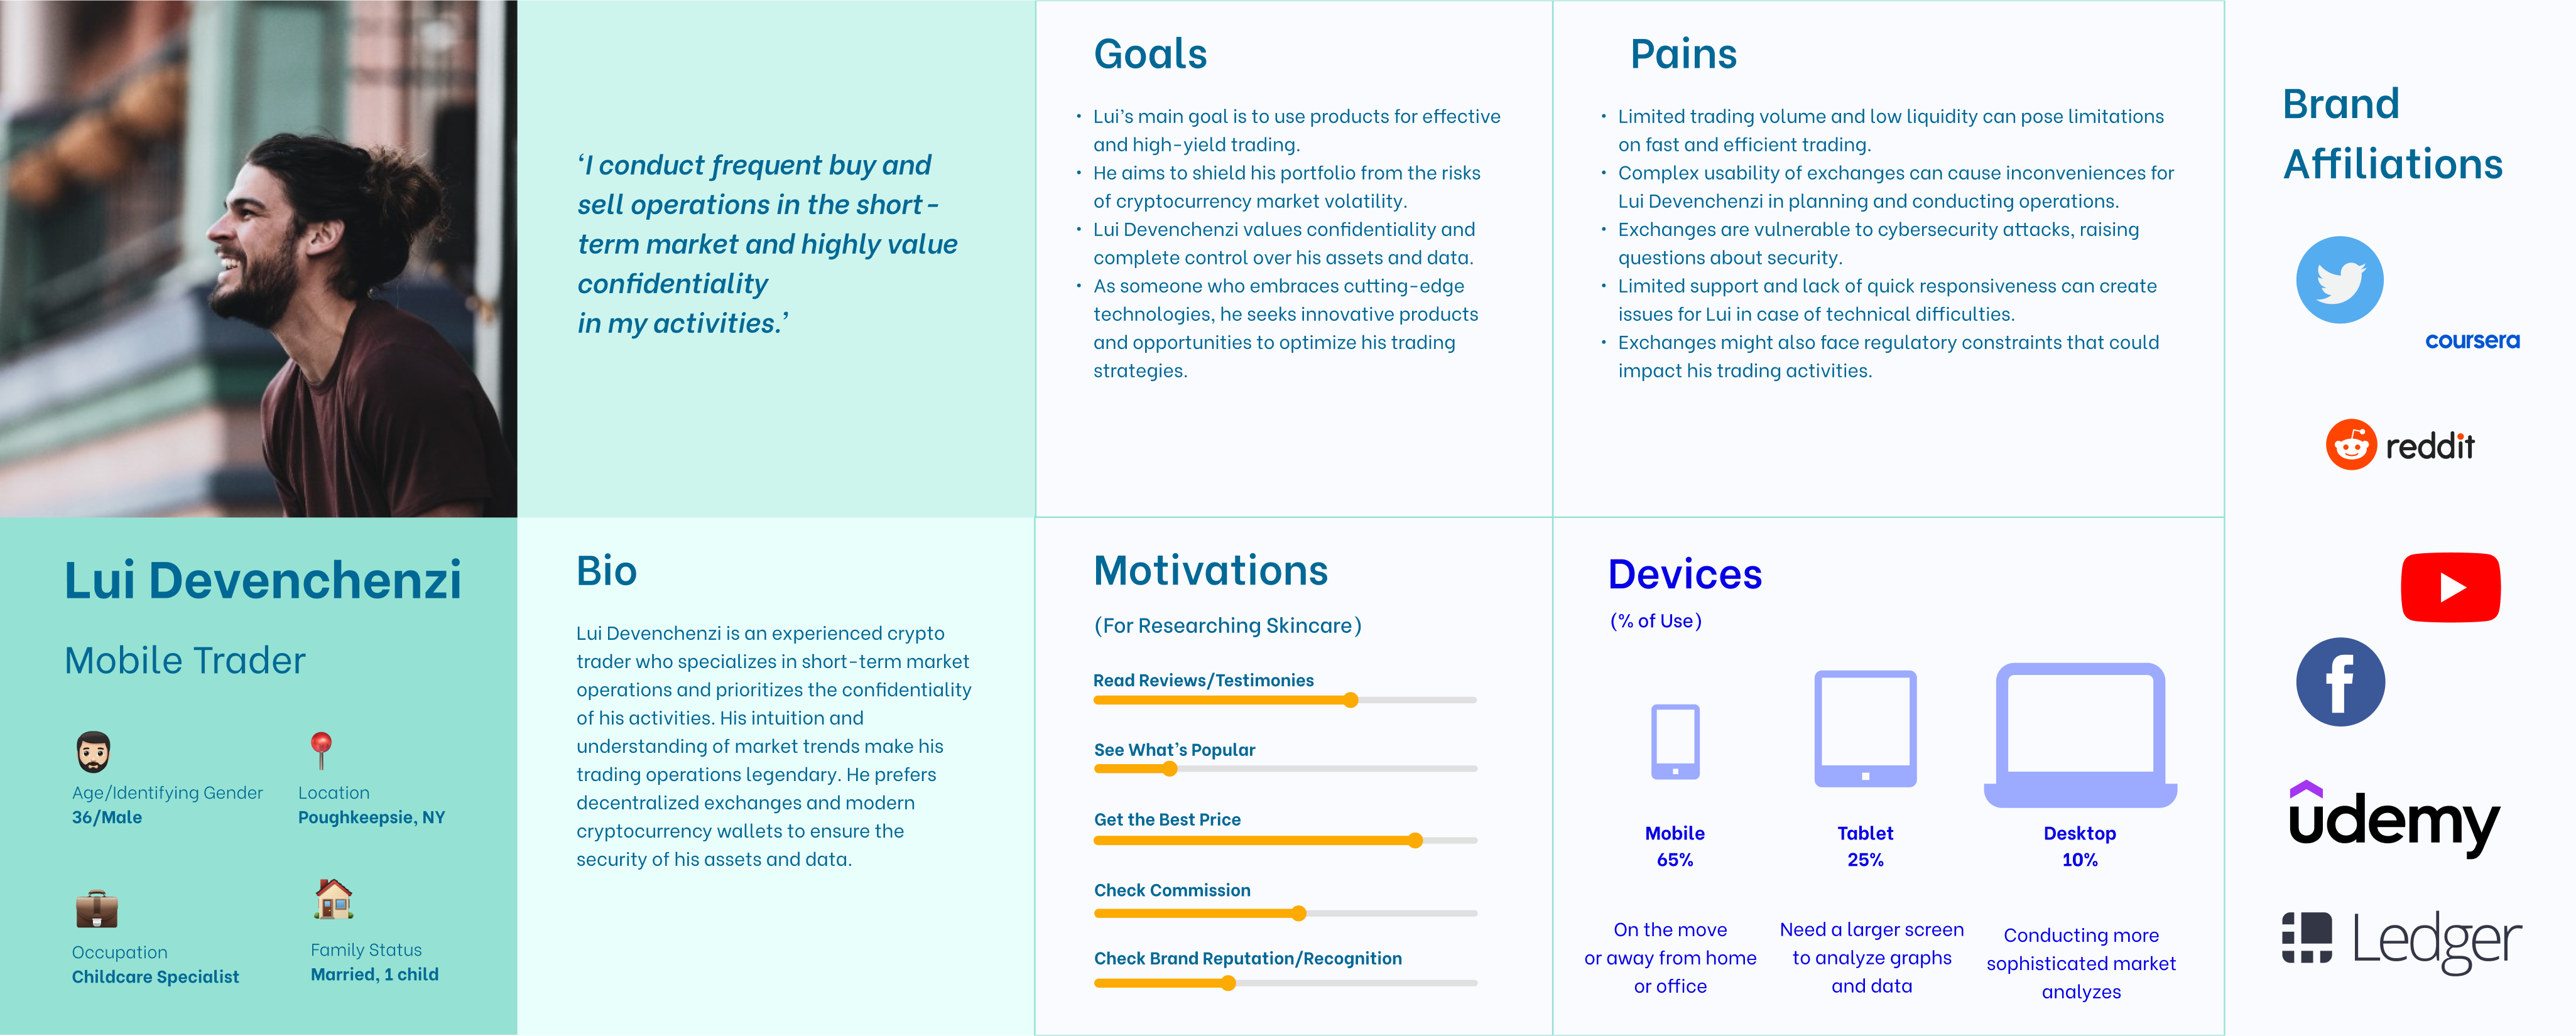 ‘I conduct frequent buy and
sell operations in the short-
term market and highly value
confidentiality
in my activities.’
Goals
• Lui’s main goal is to use products for effective
and high-yield trading.
• He aims to shield his portfolio from the risks
of cryptocurrency market volatility.
• Lui Devenchenzi values confidentiality and
complete control over his assets and data.
• As someone who embraces cutting-edge
technologies, he seeks innovative products
and opportunities to optimize his trading
strategies.
Pains
• Limited trading volume and low liquidity can pose limitations
on fast and efficient trading.
• Complex usability of exchanges can cause inconveniences for
Lui Devenchenzi in planning and conducting operations.
• Exchanges are vulnerable to cybersecurity attacks, raising
questions about security.
• Limited support and lack of quick responsiveness can create
issues for Lui in case of technical difficulties.
• Exchanges might also face regulatory constraints that could
impact his trading activities.
Brand
Affiliations
coursera
reddit
udemy
Ledger
Lui Devenchenzi
Mobile Trader
Age/Identifying Gender
36/Male
Location
Poughkeepsie, NY
Occupation
Childcare Specialist
Family Status
Married, 1 child
Bio
Lui Devenchenzi is an experienced crypto
trader who specializes in short-term market
operations and prioritizes the confidentiality
of his activities. His intuition and
understanding of market trends make his
trading operations legendary. He prefers
decentralized exchanges and modern
cryptocurrency wallets to ensure the
security of his assets and data.
Motivations
(For Researching Skincare)
Read Reviews/Testimonies
See What’s Popular
Get the Best Price
Check Commission
Check Brand Reputation/Recognition
Devices
(% of Use)
Mobile
65%
On the move
or away from home
or office
Tablet
25%
Need a larger screen
to analyze graphs
and data
Desktop
10%
Conducting more
sophisticated market
analyzes